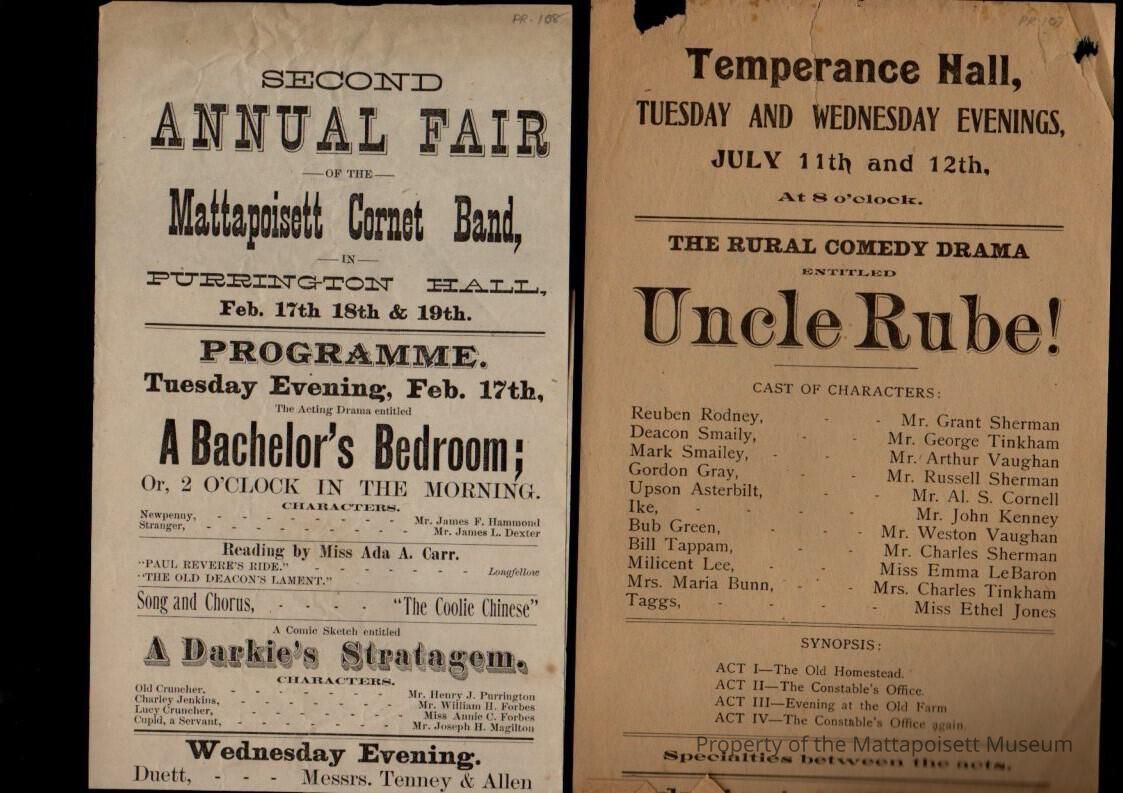 PR-108
SECOND
ANNUAL FAIR
—OF THE—
Mattapoisett Cornet Band,
—IN—
PURRINGTON HALL,
Feb. 17th 18th & 19th.
PROGRAMME.
Tuesday Evening, Feb. 17th,
The Acting Drama entitled
A Bachelor's Bedroom;
Or, 2 O'CLOCK IN THE MORNING.
CHARACTERS.
Newpenny, - - - - - - - - Mr. James F. Hammond
Stranger, - - - - - - - - Mr. James L. Dexter
Reading by Miss Ada A. Carr.
"PAUL REVERE'S RIDE." - - - - - - - Longfellow
"THE OLD DEACON'S LAMENT."
Song and Chorus, - - - - "The Coolie Chinese"
A Comic Sketch entitled
A Darkie's Stratagem.
CHARACTERS.
Old Cruncher, - - - - - - - - Mr. Henry J. Purrington
Charley Jenkins, - - - - - - - - Mr. William H. Forbes
Lucy Cruncher, - - - - - - - - Miss Annie C. Forbes
Cupid, a Servant, - - - - - - - - Mr. Joseph H. Magilton
Wednesday Evening.
Duett, - - - Messrs. Tenney & Allen
PR-107
Temperance Hall,
TUESDAY AND WEDNESDAY EVENINGS,
JULY 11th and 12th,
At 8 o'clock.
THE RURAL COMEDY DRAMA
ENTITLED
Uncle Rube!
CAST OF CHARACTERS:
Reuben Rodney, - - Mr. Grant Sherman
Deacon Smaily, - - Mr. George Tinkham
Mark Smailey, - - Mr. Arthur Vaughan
Gordon Gray, - - Mr. Russell Sherman
Upson Asterbilt, - - Mr. Al. S. Cornell
Ike, - - - - Mr. John Kenney
Bub Green, - - Mr. Weston Vaughan
Bill Tappam, - - Mr. Charles Sherman
Milicent Lee, - - Miss Emma LeBaron
Mrs. Maria Bunn, - - Mrs. Charles Tinkham
Taggs, - - - - Miss Ethel Jones
SYNOPSIS:
ACT I—The Old Homestead.
ACT II—The Constable's Office.
ACT III—Evening at the Old Farm
ACT IV—The Constable's Office again.
Property of the Mattapoisett Museum
Specialties between the acts.